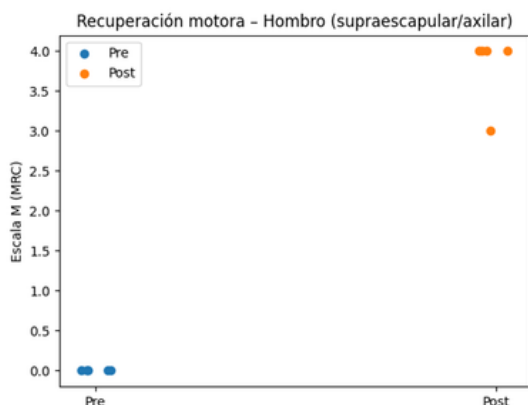 Recuperación motora – Hombro (supraescapular/axilar)
Pre
Post
4.0
3.5
3.0
2.5
2.0
1.5
1.0
0.5
0.0
Escala M (MRC)
Pre
Post